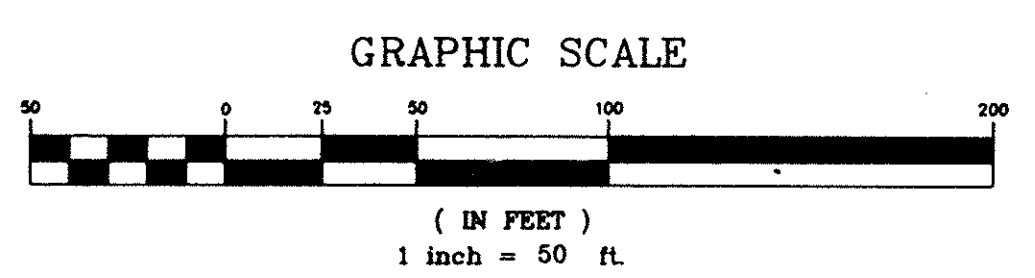 GRAPHIC SCALE
50 0 25 50 100 200
( IN FEET )
1 inch = 50 ft.